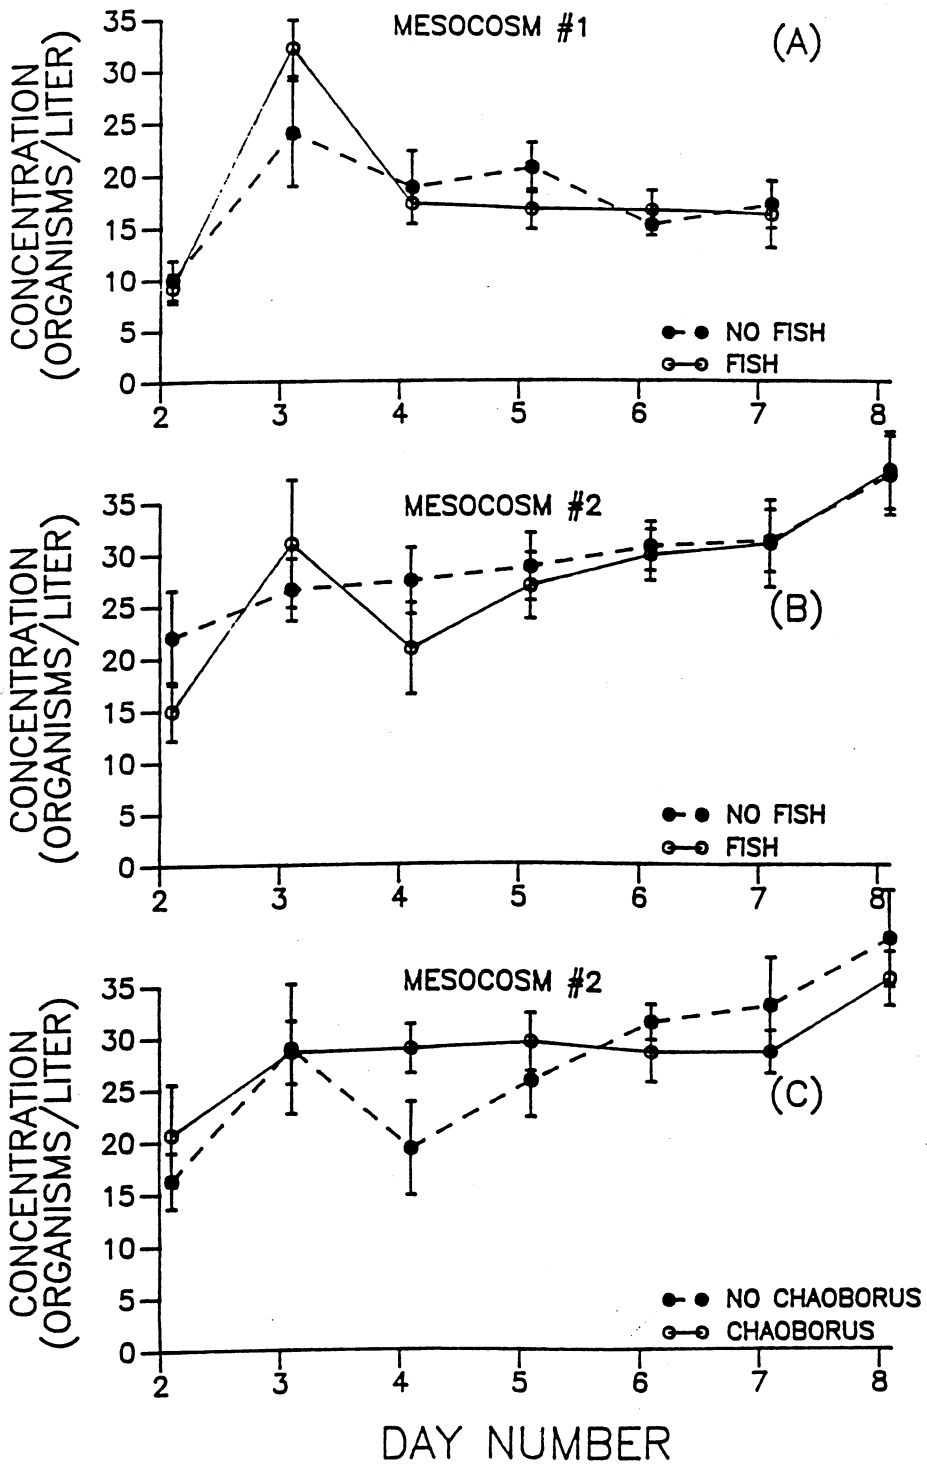 MESOCOSM #1
(A)
CONCENTRATION
(ORGANISMS/LITER)
35
30
25
20
15
10
5
0
NO FISH
FISH
2 3 4 5 6 7 8
MESOCOSM #2
(B)
CONCENTRATION
(ORGANISMS/LITER)
35
30
25
20
15
10
5
0
NO FISH
FISH
2 3 4 5 6 7 8
MESOCOSM #2
(C)
CONCENTRATION
(ORGANISMS/LITER)
35
30
25
20
15
10
5
0
NO CHAOBORUS
CHAOBORUS
2 3 4 5 6 7 8
DAY NUMBER